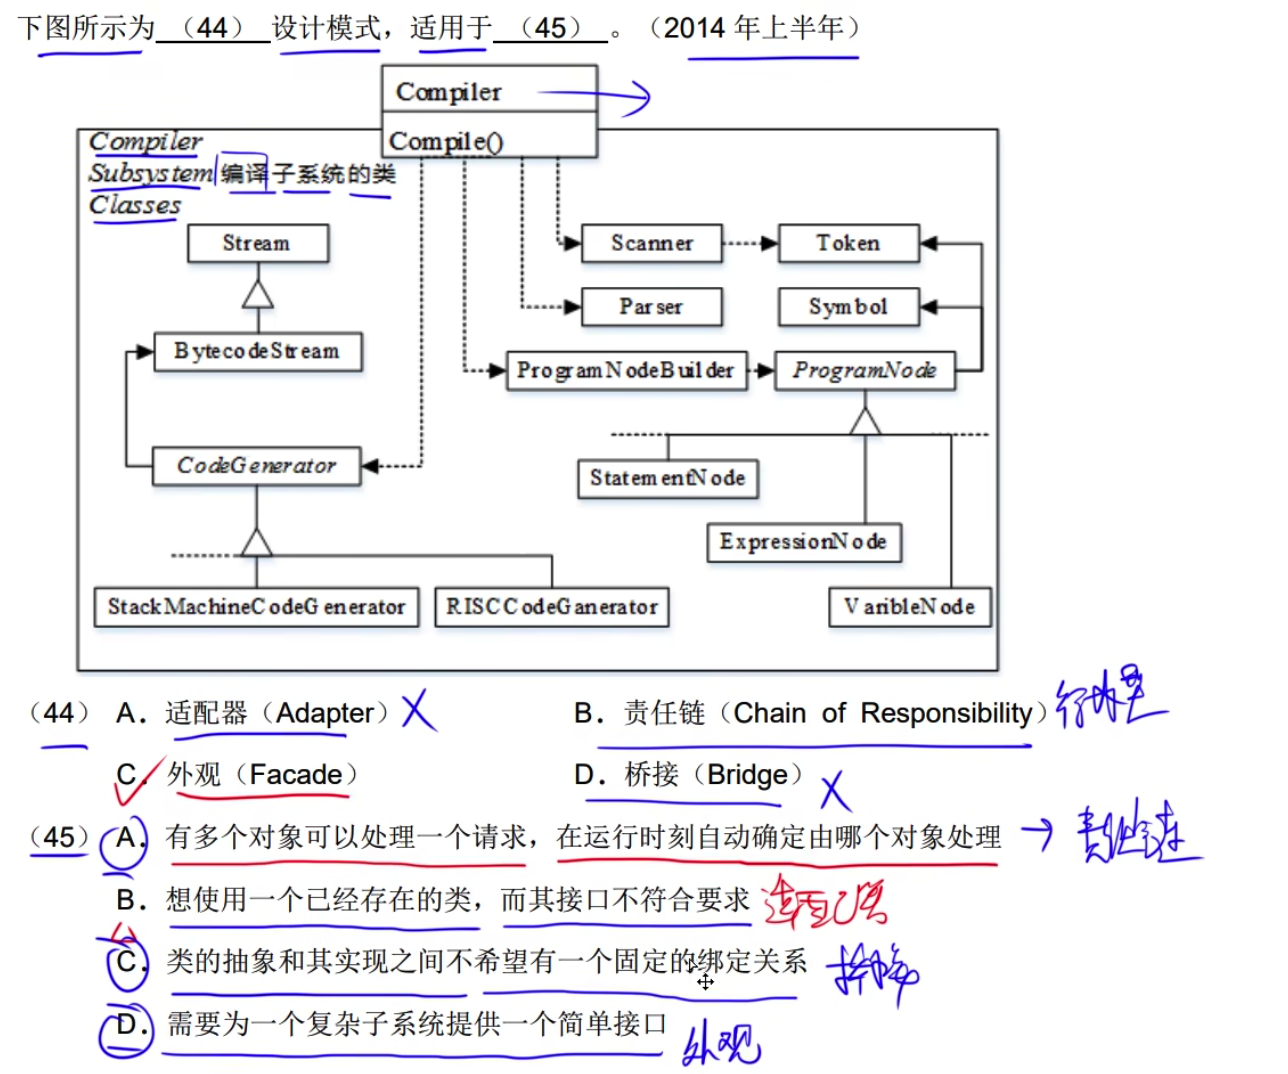 下图所示为 （44） 设计模式，适用于 （45） 。（2014 年上半年）
Compiler
Compile()
Compiler
Subsystem 编译子系统的类
Classes
Stream
Scanner
Token
Parser
Symbol
BytecodeStream
ProgramNodeBuilder
ProgramNode
CodeGenerator
StatementNode
ExpressionNode
StackMachineCodeGenerator
RISCCodeGanerator
VaribleNode
（44） A．适配器（Adapter） B．责任链（Chain of Responsibility） 行为型
C．外观（Facade） D．桥接（Bridge）
（45） A．有多个对象可以处理一个请求，在运行时刻自动确定由哪个对象处理
B．想使用一个已经存在的类，而其接口不符合要求 适配器
C．类的抽象和其实现之间不希望有一个固定的绑定关系
D．需要为一个复杂子系统提供一个简单接口 外观